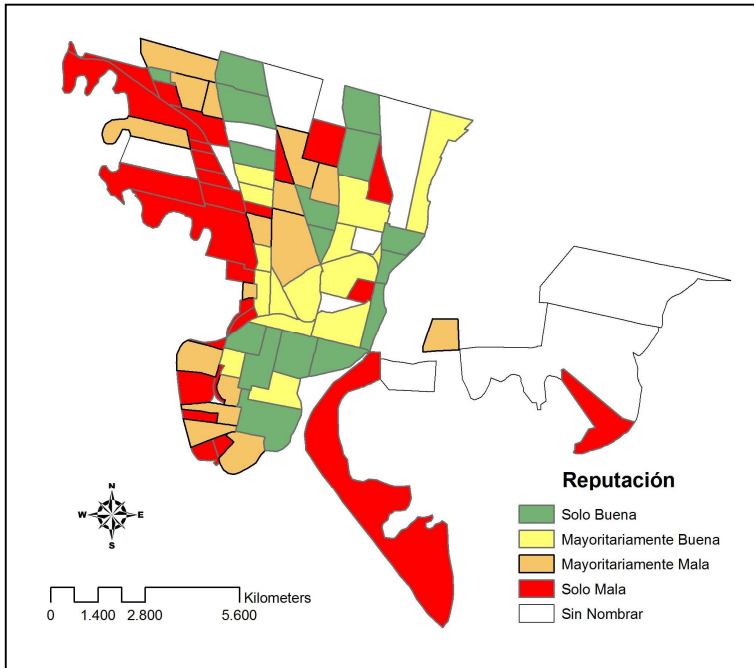 Reputación
Solo Buena
Mayoritariamente Buena
Mayoritariamente Mala
Solo Mala
Sin Nombrar
N
W E
S
Kilometers
0 1.400 2.800 5.600